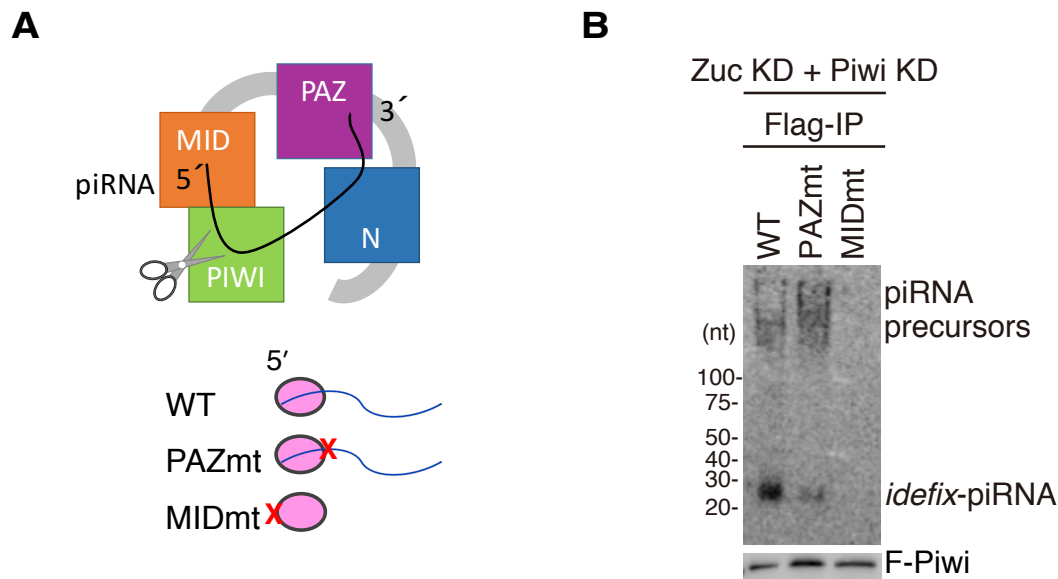 A
PAZ
3´
MID
5´
piRNA
N
PIWI
5′
WT
PAZmt
X
MIDmt
X
B
Zuc KD + Piwi KD
Flag-IP
WT
PAZmt
MIDmt
piRNA
precursors
(nt)
100-
75-
50-
40-
30-
20-
idefix-piRNA
F-Piwi